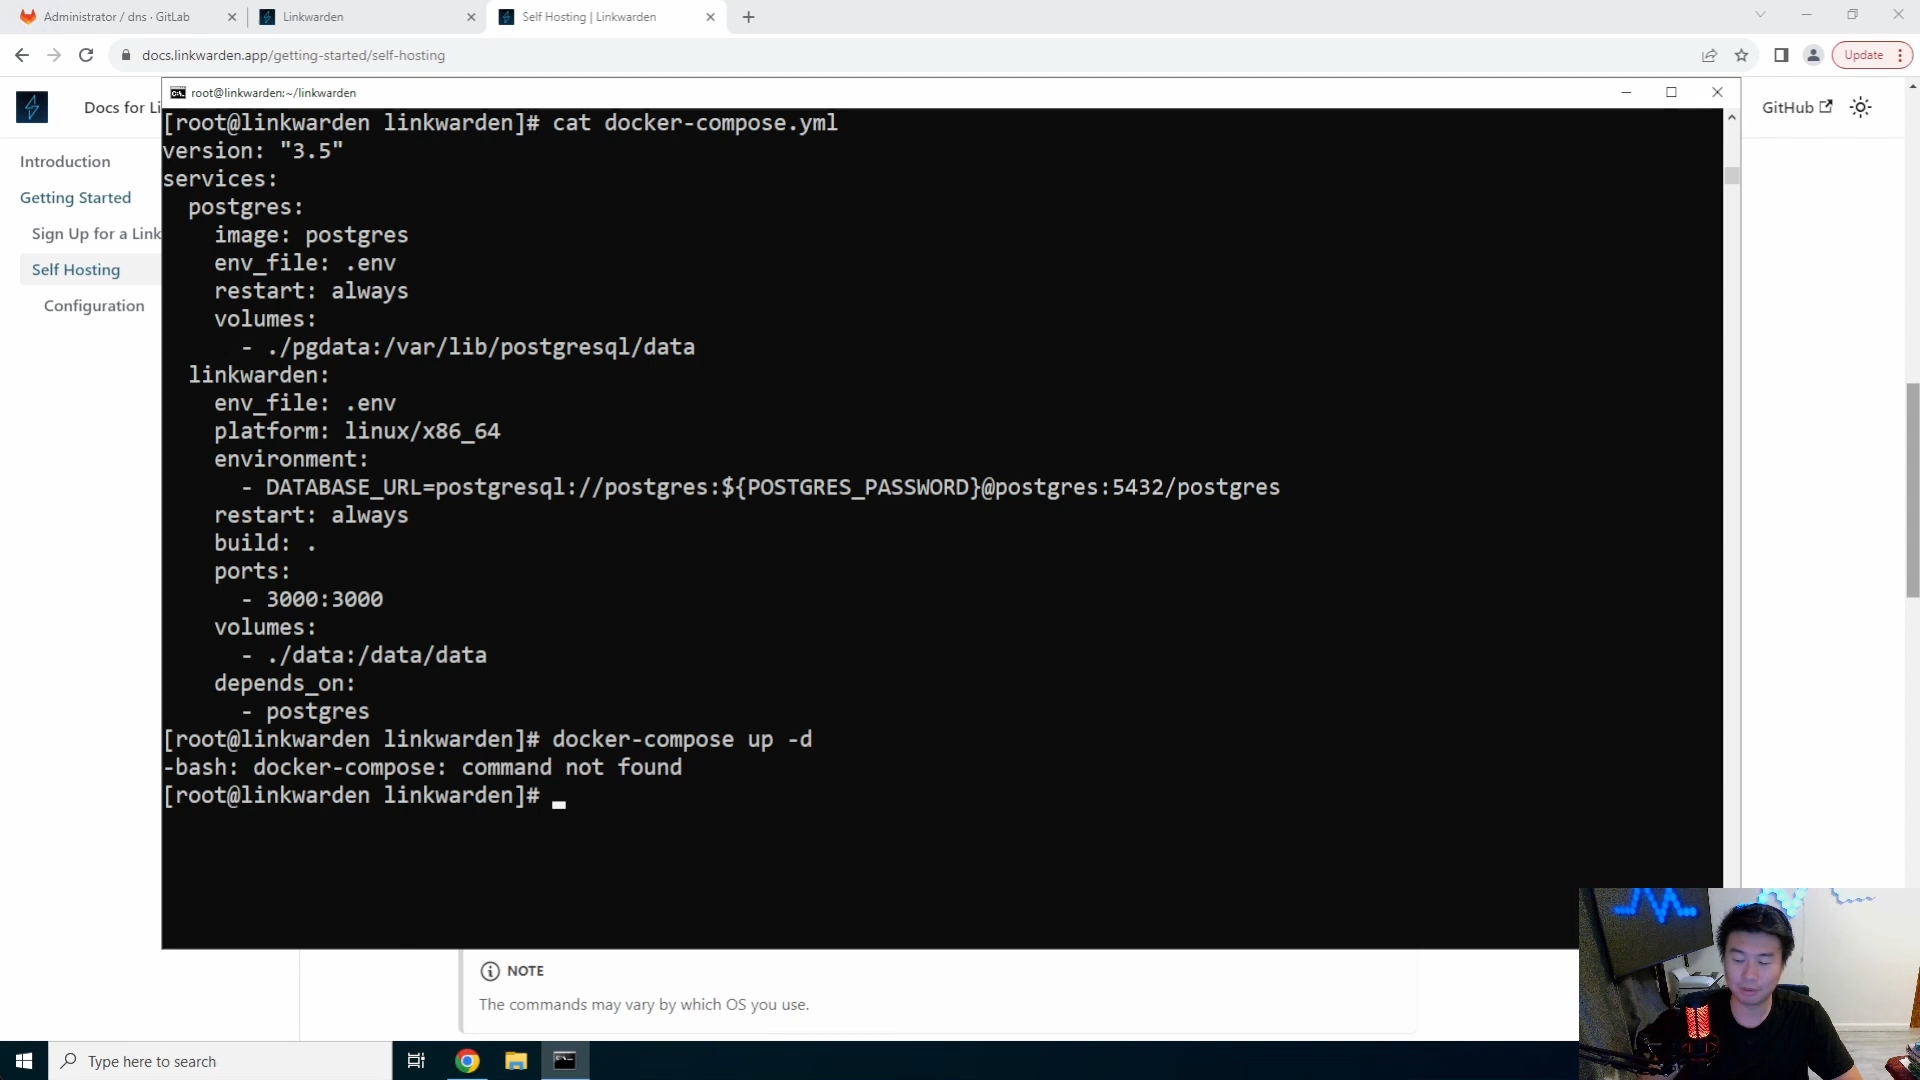 Administrator / dns · GitLab
Linkwarden
Self Hosting | Linkwarden
docs.linkwarden.app/getting-started/self-hosting
Update
root@linkwarden:~/linkwarden
Docs for Li
GitHub
Introduction
Getting Started
Sign Up for a Link
Self Hosting
Configuration
[root@linkwarden linkwarden]# cat docker-compose.yml
version: "3.5"
services:
  postgres:
    image: postgres
    env_file: .env
    restart: always
    volumes:
      - ./pgdata:/var/lib/postgresql/data
  linkwarden:
    env_file: .env
    platform: linux/x86_64
    environment:
      - DATABASE_URL=postgresql://postgres:${POSTGRES_PASSWORD}@postgres:5432/postgres
    restart: always
    build: .
    ports:
      - 3000:3000
    volumes:
      - ./data:/data/data
    depends_on:
      - postgres
[root@linkwarden linkwarden]# docker-compose up -d
-bash: docker-compose: command not found
[root@linkwarden linkwarden]#
NOTE
The commands may vary by which OS you use.
Type here to search